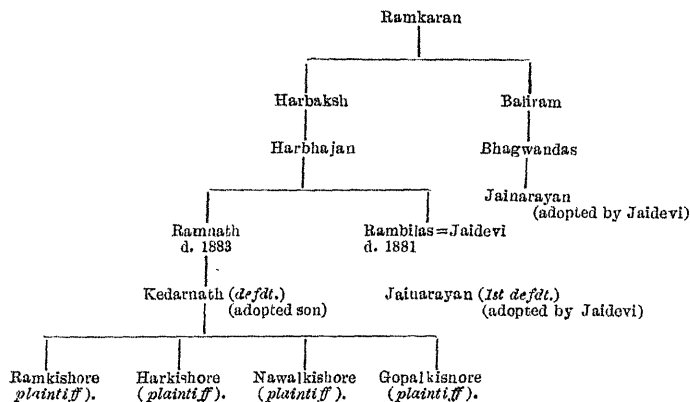 Ramkaran
Harbaksh Baliram
Harbhajan Bhagwandas
Jainarayan
(adopted by Jaidevi)
Ramnath Rambilas=Jaidevi
d. 1883 d. 1881
Kedarnath (defdt.) Jainarayan (1st defdt.)
(adopted son) (adopted by Jaidevi)
Ramkishore Harkishore Nawalkishore Gopalkisnore
(plaintiff). (plaintiff). (plaintiff). (plaintiff).